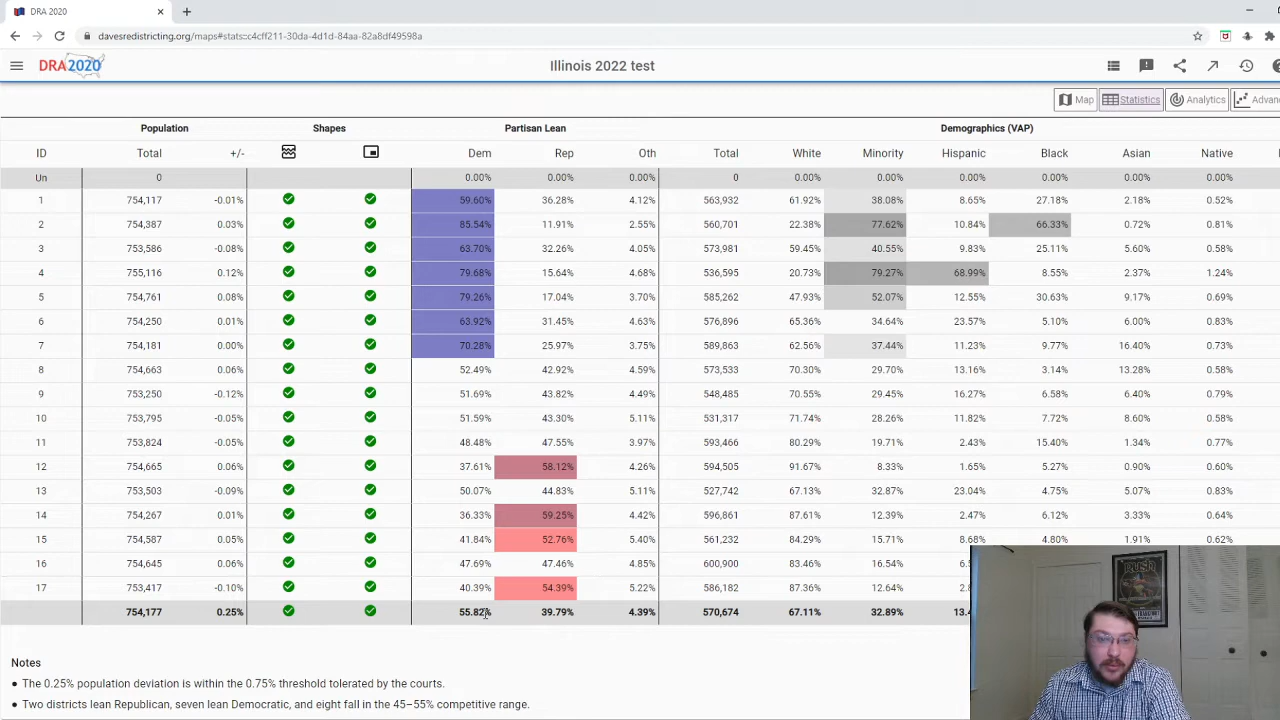 DRA 2020
davesredistricting.org/maps#stats::c4cff211-30da-4d1d-84aa-82a8df49598a
DRA2020 Illinois 2022 test
Map Statistics Analytics Advan
Population Shapes Partisan Lean Demographics (VAP)
ID Total +/- Dem Rep Oth Total White Minority Hispanic Black Asian Native
Un 0 0.00% 0.00% 0.00% 0 0.00% 0.00% 0.00% 0.00% 0.00% 0.00%
1 754,117 -0.01% 59.60% 36.28% 4.12% 563,932 61.92% 38.08% 8.65% 27.18% 2.18% 0.52%
2 754,387 0.03% 85.54% 11.91% 2.55% 560,701 22.38% 77.62% 10.84% 66.33% 0.72% 0.81%
3 753,586 -0.08% 63.70% 32.26% 4.05% 573,981 59.45% 40.55% 9.83% 25.11% 5.60% 0.58%
4 755,116 0.12% 79.68% 15.64% 4.68% 536,595 20.73% 79.27% 68.99% 8.55% 2.37% 1.24%
5 754,761 0.08% 79.26% 17.04% 3.70% 585,262 47.93% 52.07% 12.55% 30.63% 9.17% 0.69%
6 754,250 0.01% 63.92% 31.45% 4.63% 576,896 65.36% 34.64% 23.57% 5.10% 6.00% 0.83%
7 754,181 0.00% 70.28% 25.97% 3.75% 589,863 62.56% 37.44% 11.23% 9.77% 16.40% 0.73%
8 754,663 0.06% 52.49% 42.92% 4.59% 573,533 70.30% 29.70% 13.16% 3.14% 13.28% 0.58%
9 753,250 -0.12% 51.69% 43.82% 4.49% 548,485 70.55% 29.45% 16.27% 6.58% 6.40% 0.79%
10 753,795 -0.05% 51.59% 43.30% 5.11% 531,317 71.74% 28.26% 11.82% 7.72% 8.60% 0.58%
11 753,824 -0.05% 48.48% 47.55% 3.97% 593,466 80.29% 19.71% 2.43% 15.40% 1.34% 0.77%
12 754,665 0.06% 37.61% 58.12% 4.26% 594,505 91.67% 8.33% 1.65% 5.27% 0.90% 0.60%
13 753,503 -0.09% 50.07% 44.83% 5.11% 527,742 67.13% 32.87% 23.04% 4.75% 5.07% 0.83%
14 754,267 0.01% 36.33% 59.25% 4.42% 596,861 87.61% 12.39% 2.47% 6.12% 3.33% 0.64%
15 754,587 0.05% 41.84% 52.76% 5.40% 561,232 84.29% 15.71% 8.68% 4.80% 1.91% 0.62%
16 754,645 0.06% 47.69% 47.46% 4.85% 600,900 83.46% 16.54%
17 753,417 -0.10% 40.39% 54.39% 5.22% 586,182 87.36% 12.64%
754,177 0.25% 55.82% 39.79% 4.39% 570,674 67.11% 32.89%
Notes
• The 0.25% population deviation is within the 0.75% threshold tolerated by the courts.
• Two districts lean Republican, seven lean Democratic, and eight fall in the 45–55% competitive range.
RUSH